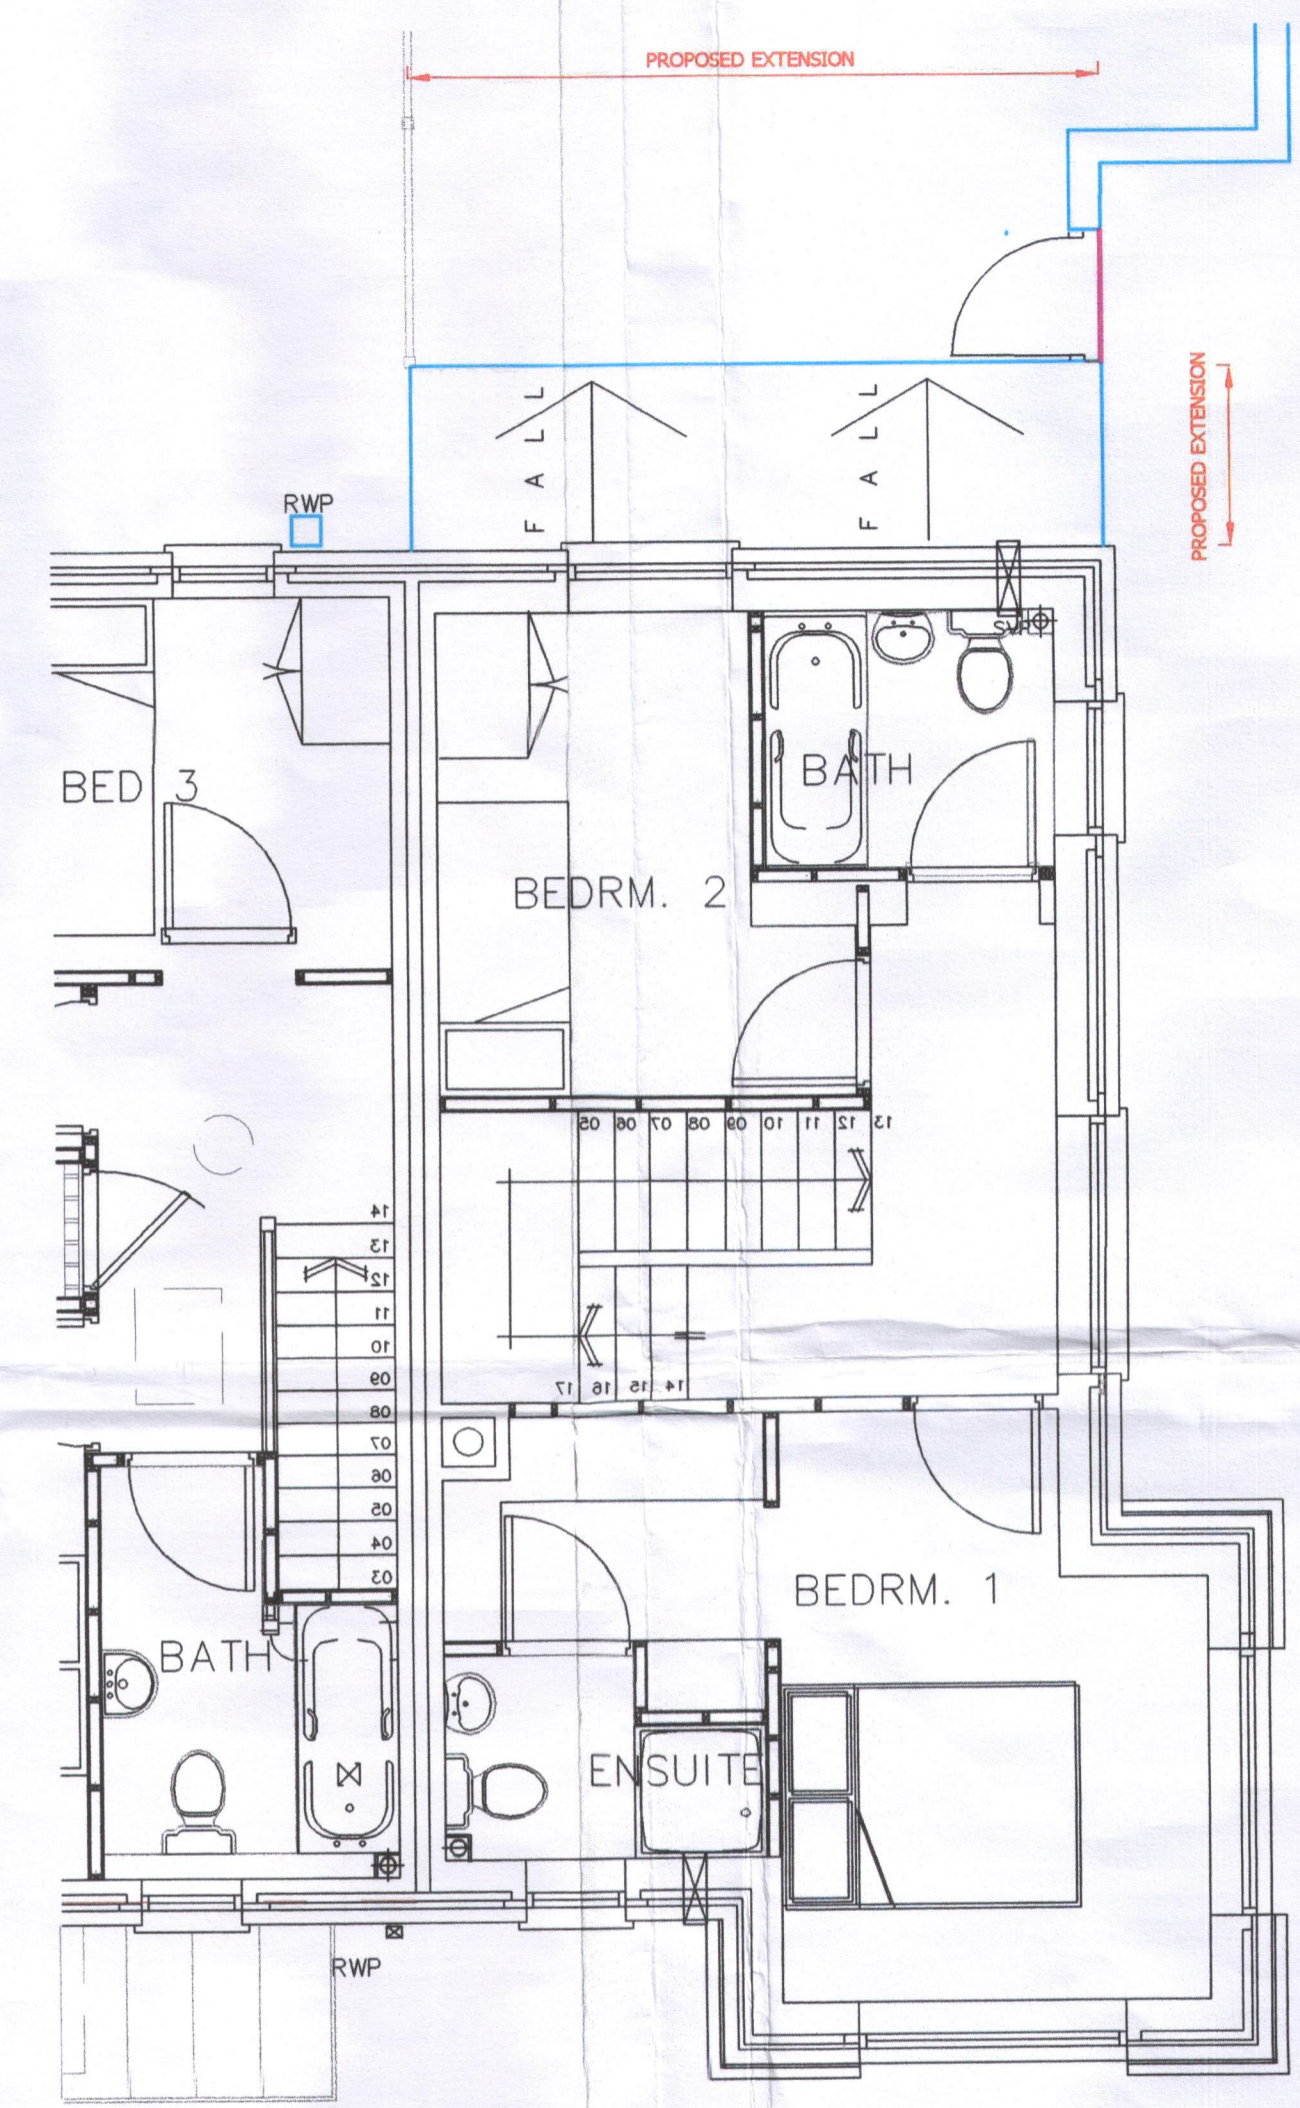 PROPOSED EXTENSION
PROPOSED EXTENSION
FALL
FALL
RWP
SVP
BED 3
BATH
BEDRM. 2
05 06 07 08 09 10 11 12 13
14
13
12
11
10
09
08
07
06
05
04
03
17 16 15 14
BEDRM. 1
BATH
ENSUITE
RWP